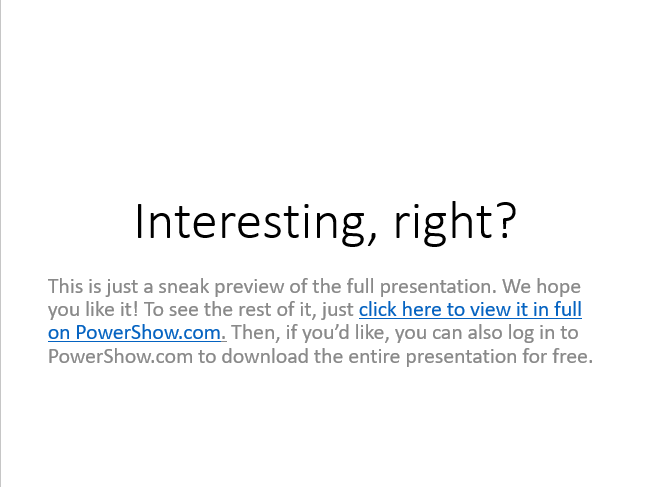 Interesting, right?
This is just a sneak preview of the full presentation. We hope
you like it! To see the rest of it, just click here to view it in full
on PowerShow.com. Then, if you’d like, you can also log in to
PowerShow.com to download the entire presentation for free.